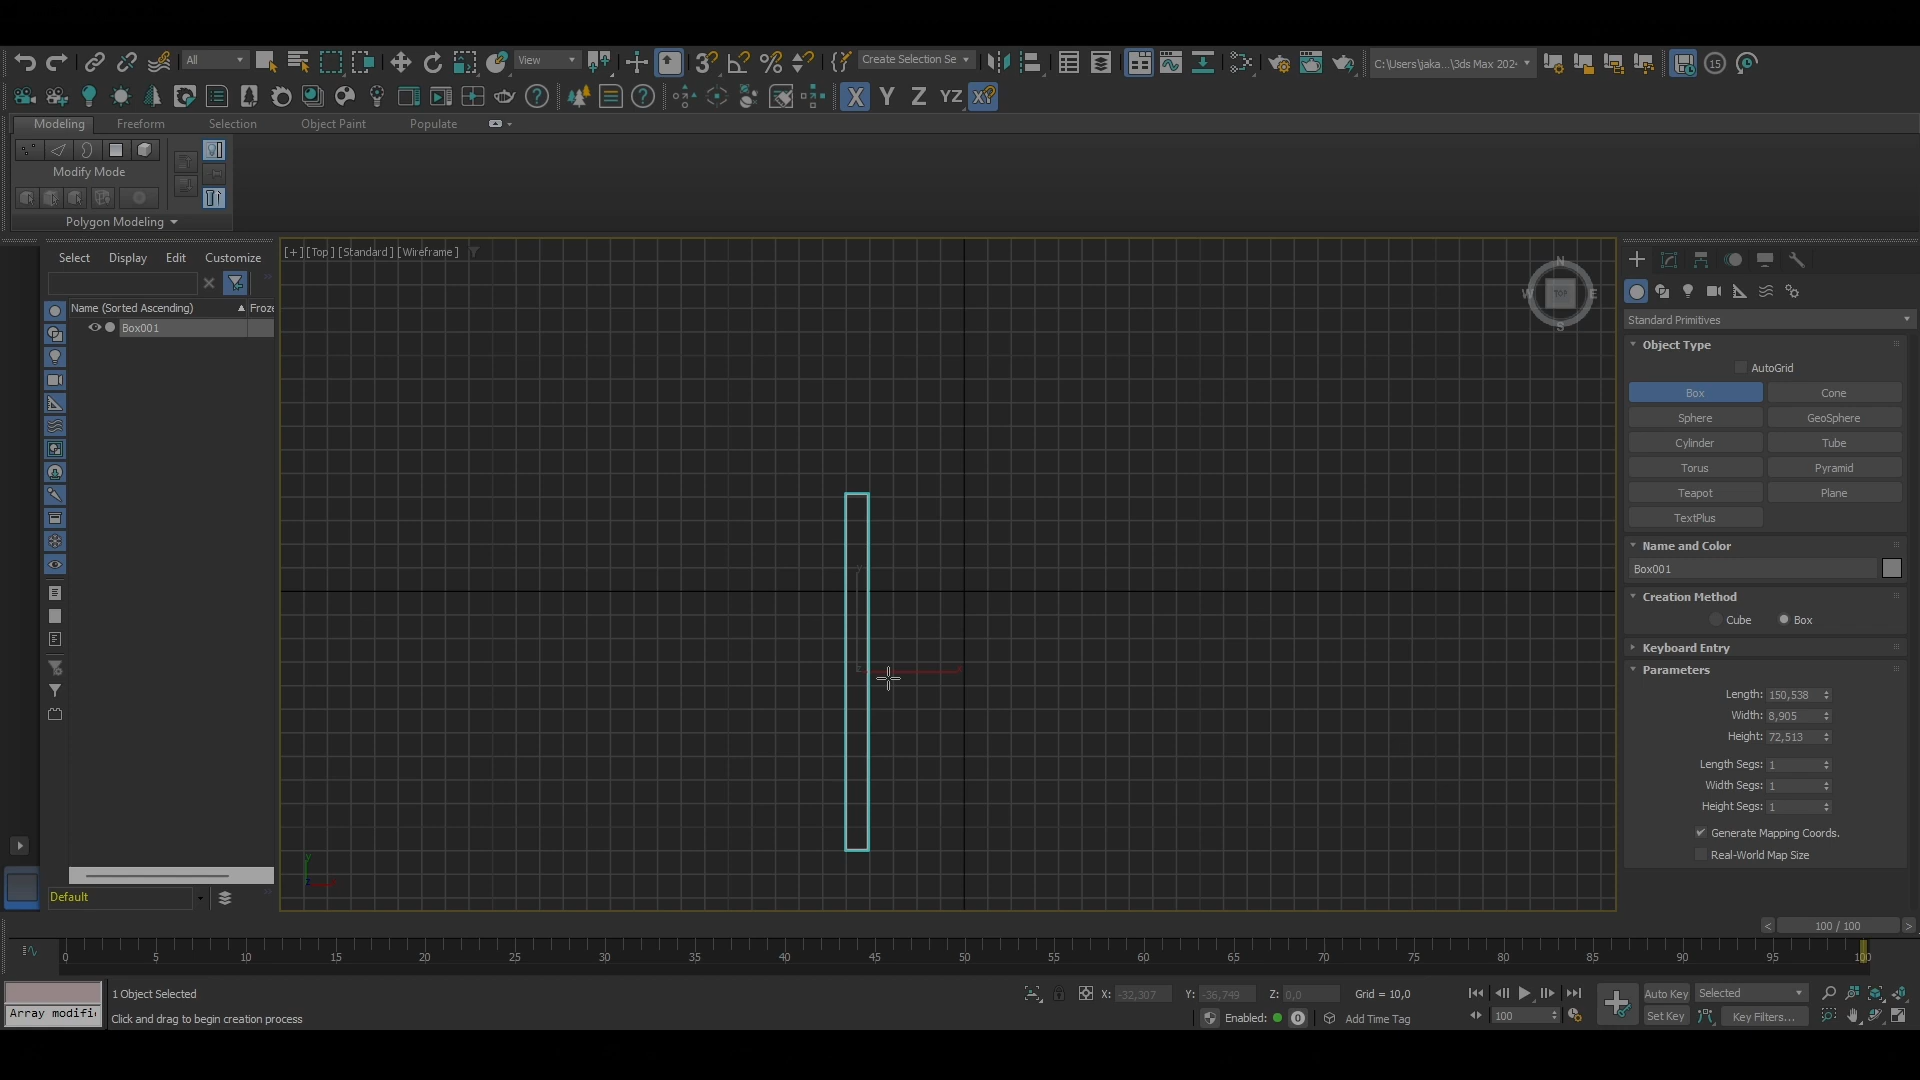 All
View
Create Selection Se
C:\Users\jaka...\3ds Max 202
15
X Y Z YZ XY
Modeling Freeform Selection Object Paint Populate
Modify Mode
Polygon Modeling
Select Display Edit Customize
Name (Sorted Ascending) Froze
Box001
Default
[+] [Top] [Standard] [Wireframe]
N
W TOP E
S
y
z
y
z
Standard Primitives
Object Type
AutoGrid
Box Cone
Sphere GeoSphere
Cylinder Tube
Torus Pyramid
Teapot Plane
TextPlus
Name and Color
Box001
Creation Method
Cube Box
Keyboard Entry
Parameters
Length: 150,538
Width: 8,905
Height: 72,513
Length Segs: 1
Width Segs: 1
Height Segs: 1
Generate Mapping Coords.
Real-World Map Size
< 100 / 100 >
0 5 10 15 20 25 30 35 40 45 50 55 60 65 70 75 80 85 90 95 100
Array modifi
1 Object Selected
Click and drag to begin creation process
X: -32,307 Y: -36,749 Z: 0,0 Grid = 10,0
Enabled: 0 Add Time Tag
100
Auto Key Selected
Set Key Key Filters...